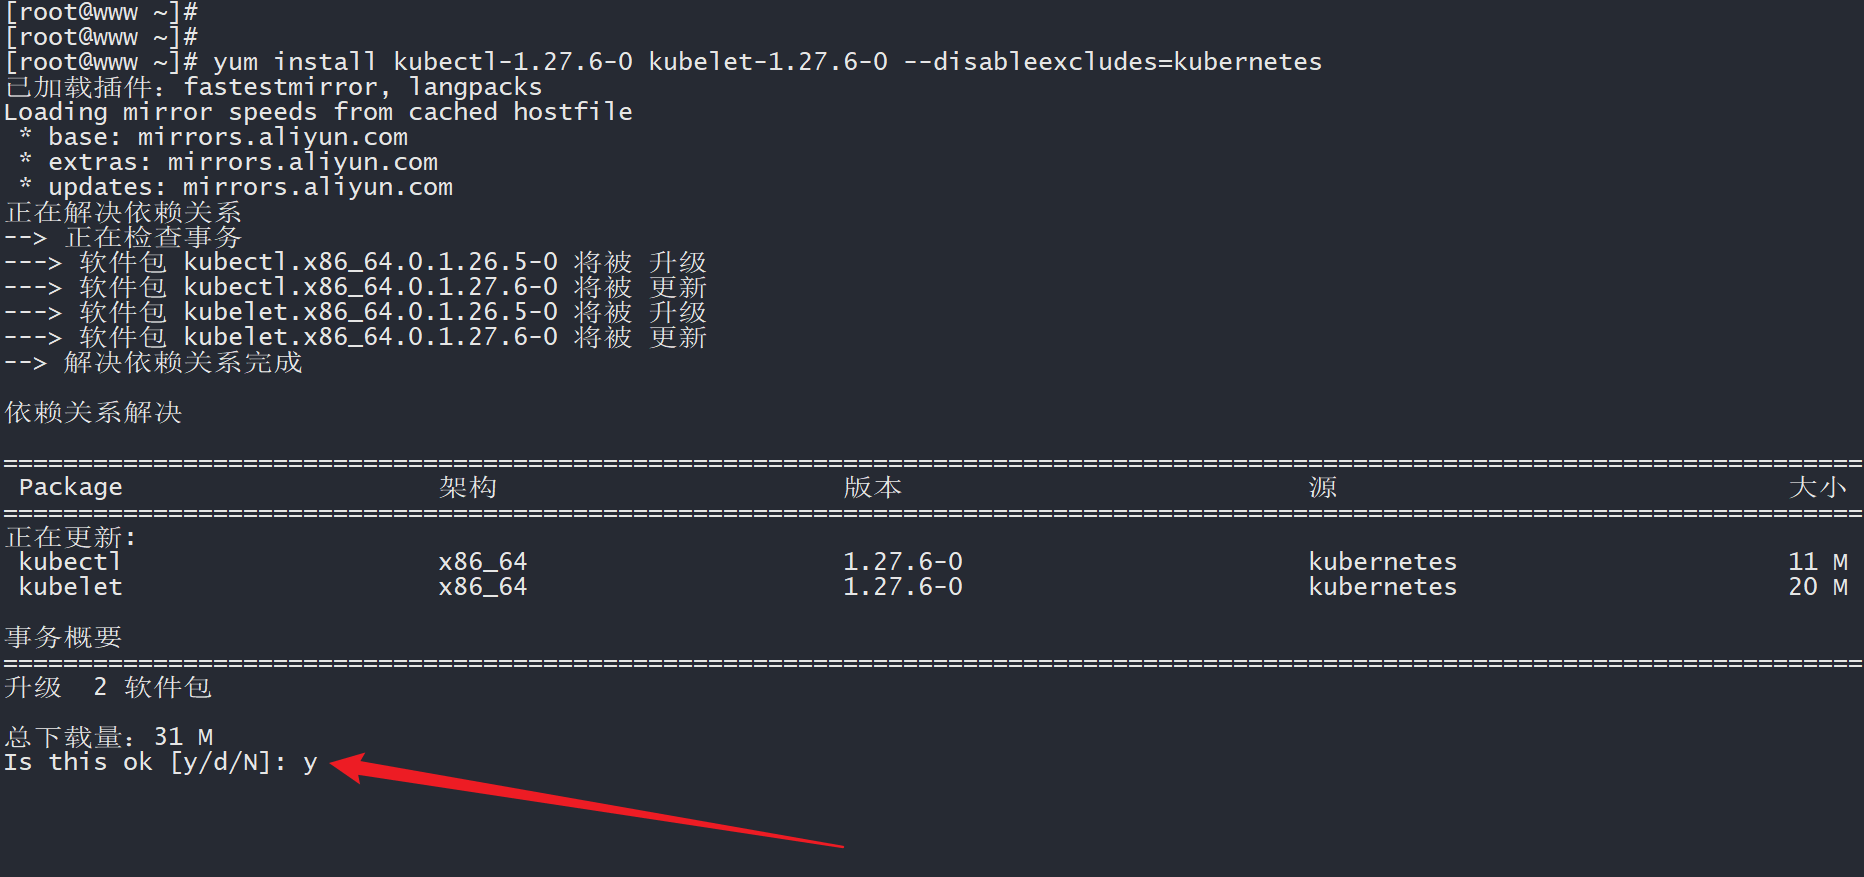 [root@www ~]#
[root@www ~]#
[root@www ~]# yum install kubectl-1.27.6-0 kubelet-1.27.6-0 --disableexcludes=kubernetes
已加载插件：fastestmirror, langpacks
Loading mirror speeds from cached hostfile
 * base: mirrors.aliyun.com
 * extras: mirrors.aliyun.com
 * updates: mirrors.aliyun.com
正在解决依赖关系
--> 正在检查事务
---> 软件包 kubectl.x86_64.0.1.26.5-0 将被 升级
---> 软件包 kubectl.x86_64.0.1.27.6-0 将被 更新
---> 软件包 kubelet.x86_64.0.1.26.5-0 将被 升级
---> 软件包 kubelet.x86_64.0.1.27.6-0 将被 更新
--> 解决依赖关系完成
依赖关系解决
Package 架构 版本 源 大小
正在更新:
kubectl x86_64 1.27.6-0 kubernetes 11 M
kubelet x86_64 1.27.6-0 kubernetes 20 M
事务概要
升级  2 软件包
总下载量：31 M
Is this ok [y/d/N]: y